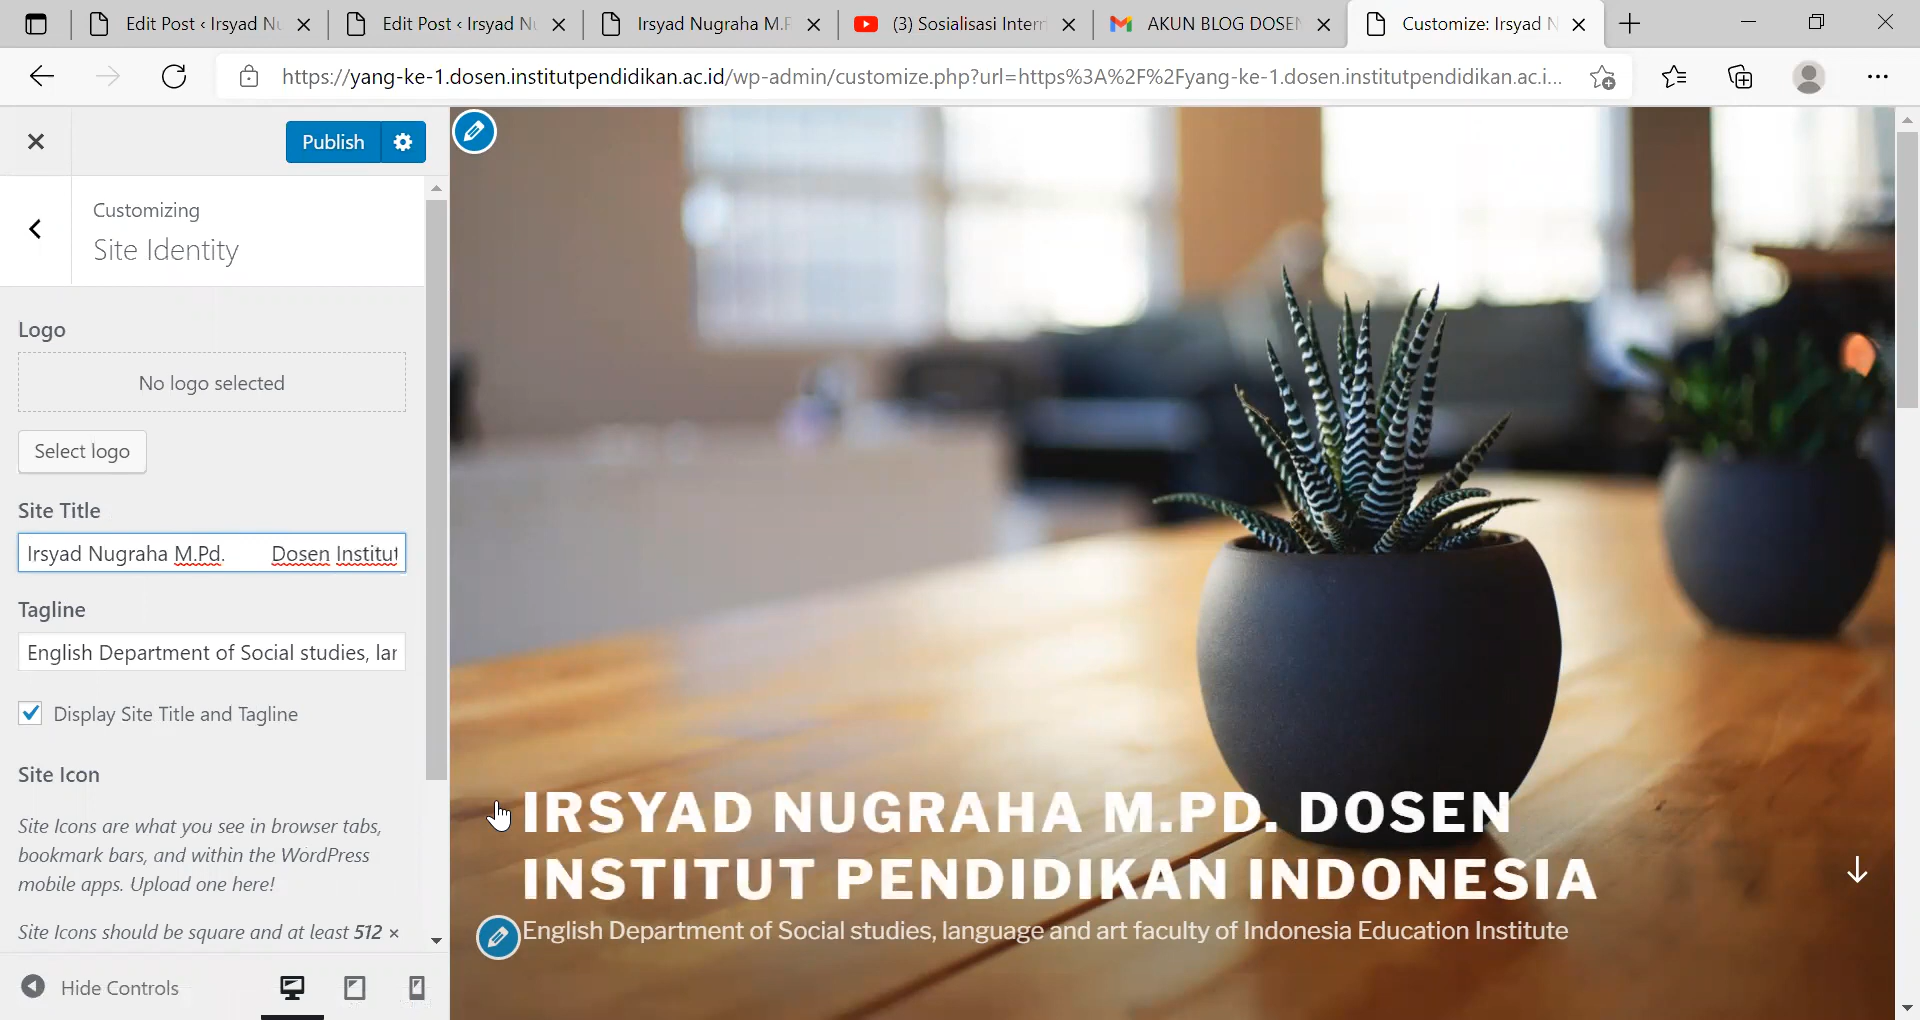 Edit Post ‹ Irsyad Nu
Edit Post ‹ Irsyad Nu
Irsyad Nugraha M.P
(3) Sosialisasi Intern
AKUN BLOG DOSEN
Customize: Irsyad N
https://yang-ke-1.dosen.institutpendidikan.ac.id/wp-admin/customize.php?url=https%3A%2F%2Fyang-ke-1.dosen.institutpendidikan.ac.i...
Publish
Customizing
Site Identity
Logo
No logo selected
Select logo
Site Title
Irsyad Nugraha M.Pd. Dosen Institut
Tagline
English Department of Social studies, lan
Display Site Title and Tagline
Site Icon
Site Icons are what you see in browser tabs,
bookmark bars, and within the WordPress
mobile apps. Upload one here!
Site Icons should be square and at least 512 ×
Hide Controls
IRSYAD NUGRAHA M.PD. DOSEN
INSTITUT PENDIDIKAN INDONESIA
English Department of Social studies, language and art faculty of Indonesia Education Institute